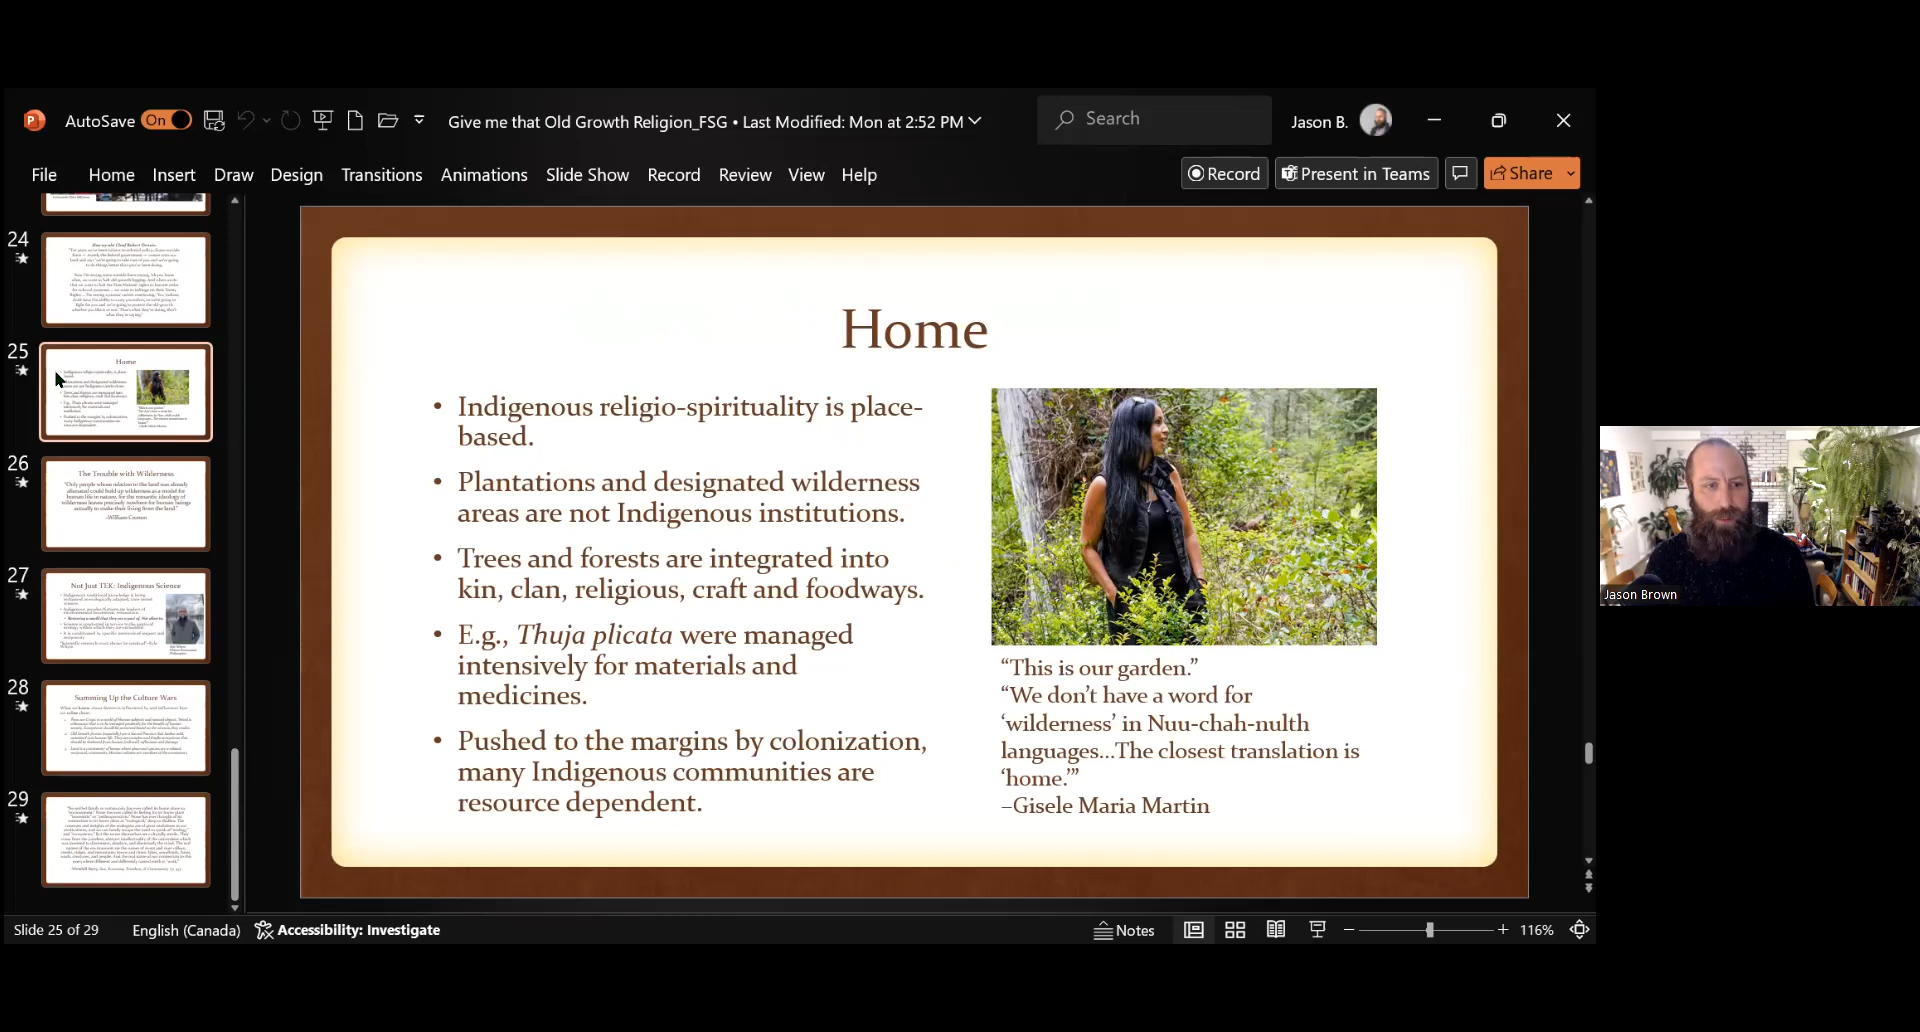 AutoSave On
Give me that Old Growth Religion_FSG • Last Modified: Mon at 2:52 PM
Search
Jason B.
File Home Insert Draw Design Transitions Animations Slide Show Record Review View Help
Record
Present in Teams
Share
24
25
Home
26
The Trouble with Wilderness
"Only people whose relation to the land was already
alienated could hold up wilderness as a model for
human life in nature, for the romantic ideology of
wilderness leaves precisely nowhere for human beings
actually to make their living from the land."
–William Cronon
27
Not Just TEK: Indigenous Science
28
Summing Up the Culture Wars
29
Home
• Indigenous religio-spirituality is place-
based.
• Plantations and designated wilderness
areas are not Indigenous institutions.
• Trees and forests are integrated into
kin, clan, religious, craft and foodways.
• E.g., Thuja plicata were managed
intensively for materials and
medicines.
• Pushed to the margins by colonization,
many Indigenous communities are
resource dependent.
“This is our garden.”
“We don’t have a word for
‘wilderness’ in Nuu-chah-nulth
languages...The closest translation is
‘home.’”
–Gisele Maria Martin
Jason Brown
Slide 25 of 29
English (Canada)
Accessibility: Investigate
Notes
116%